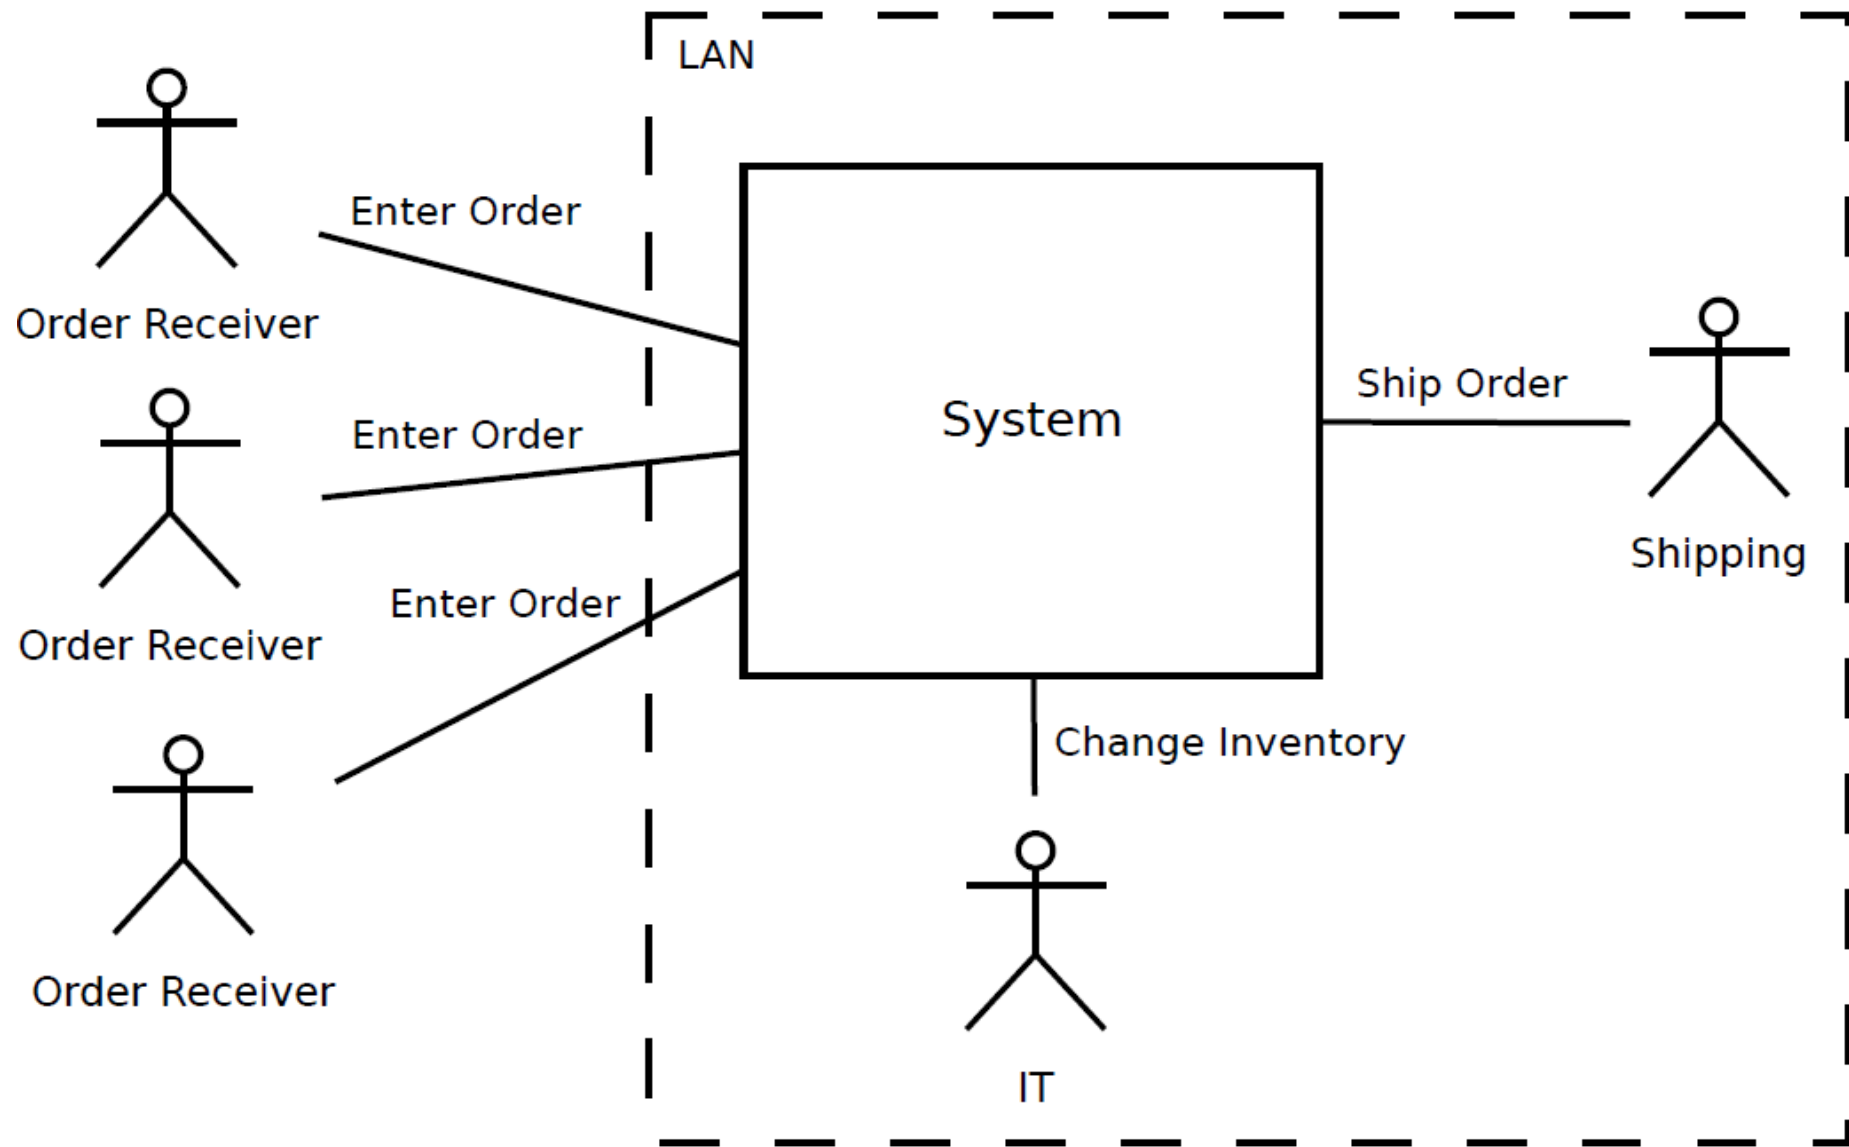 LAN
Enter Order
Order Receiver
Enter Order
Order Receiver
Enter Order
Order Receiver
System
Ship Order
Shipping
Change Inventory
IT